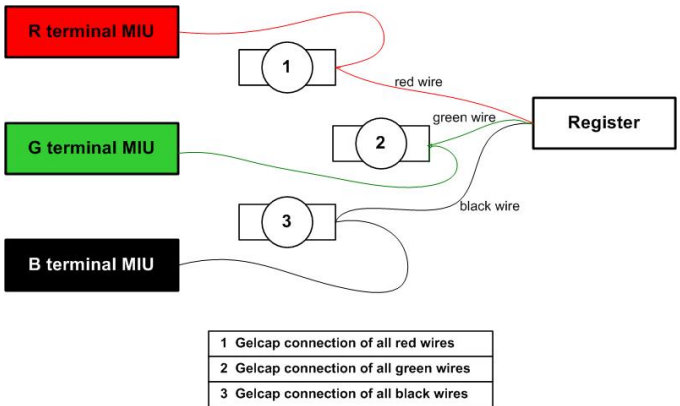 R terminal MIU
1
red wire
green wire
Register
G terminal MIU
2
black wire
3
B terminal MIU
1 Gelcap connection of all red wires
2 Gelcap connection of all green wires
3 Gelcap connection of all black wires